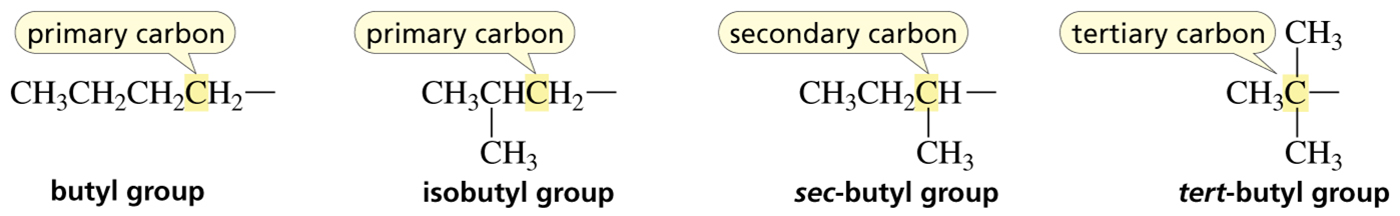 primary carbon
CH₃CH₂CH₂CH₂—
butyl group
primary carbon
CH₃CHCH₂—
CH₃
isobutyl group
secondary carbon
CH₃CH₂CH—
CH₃
sec-butyl group
tertiary carbon
CH₃
CH₃C—
CH₃
tert-butyl group